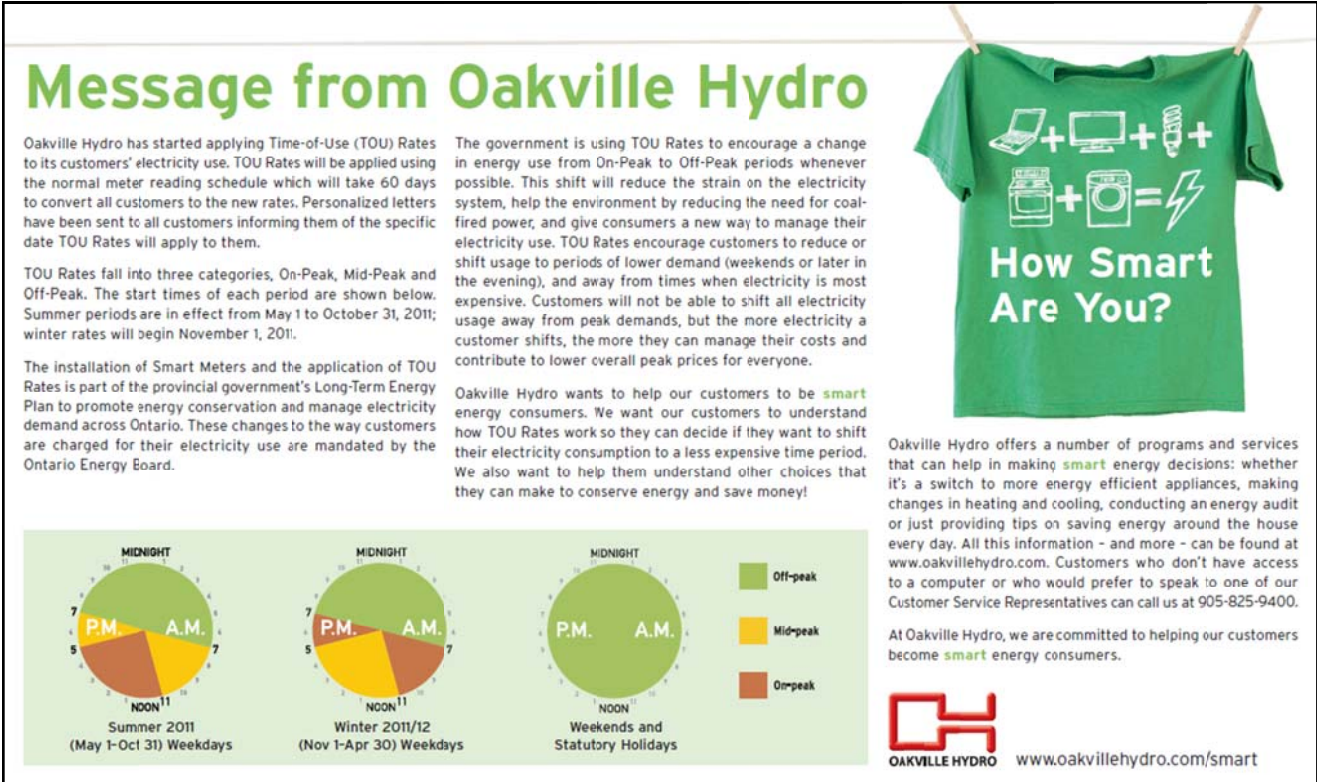 Message from Oakville Hydro
Oakville Hydro has started applying Time-of-Use (TOU) Rates
to its customers' electricity use. TOU Rates will be applied using
the normal meter reading schedule which will take 60 days
to convert all customers to the new rates. Personalized letters
have been sent to all customers informing them of the specific
date TOU Rates will apply to them.
TOU Rates fall into three categories, On-Peak, Mid-Peak and
Off-Peak. The start times of each period are shown below.
Summer periods are in effect from May 1 to October 31, 2011;
winter rates will begin November 1, 2011.
The installation of Smart Meters and the application of TOU
Rates is part of the provincial government's Long-Term Energy
Plan to promote energy conservation and manage electricity
demand across Ontario. These changes to the way customers
are charged for their electricity use are mandated by the
Ontario Energy Board.
The government is using TOU Rates to encourage a change
in energy use from On-Peak to Off-Peak periods whenever
possible. This shift will reduce the strain on the electricity
system, help the environment by reducing the need for coal-
fired power, and give consumers a new way to manage their
electricity use. TOU Rates encourage customers to reduce or
shift usage to periods of lower demand (weekends or later in
the evening), and away from times when electricity is most
expensive. Customers will not be able to shift all electricity
usage away from peak demands, but the more electricity a
customer shifts, the more they can manage their costs and
contribute to lower overall peak prices for everyone.
Oakville Hydro wants to help our customers to be smart
energy consumers. We want our customers to understand
how TOU Rates work so they can decide if they want to shift
their electricity consumption to a less expensive time period.
We also want to help them understand other choices that
they can make to conserve energy and save money!
How Smart
Are You?
Oakville Hydro offers a number of programs and services
that can help in making smart energy decisions: whether
it's a switch to more energy efficient appliances, making
changes in heating and cooling, conducting an energy audit
or just providing tips on saving energy around the house
every day. All this information - and more - can be found at
www.oakvillehydro.com. Customers who don't have access
to a computer or who would prefer to speak to one of our
Customer Service Representatives can call us at 905-825-9400.
At Oakville Hydro, we are committed to helping our customers
become smart energy consumers.
MIDNIGHT
7
P.M. A.M.
5 7
NOON 11
Summer 2011
(May 1-Oct 31) Weekdays
MIDNIGHT
7
P.M. A.M.
5 7
NOON 11
Winter 2011/12
(Nov 1-Apr 30) Weekdays
MIDNIGHT
P.M. A.M.
NOON
Weekends and
Statutory Holidays
Off-peak
Mid-peak
On-peak
OAKVILLE HYDRO
www.oakvillehydro.com/smart